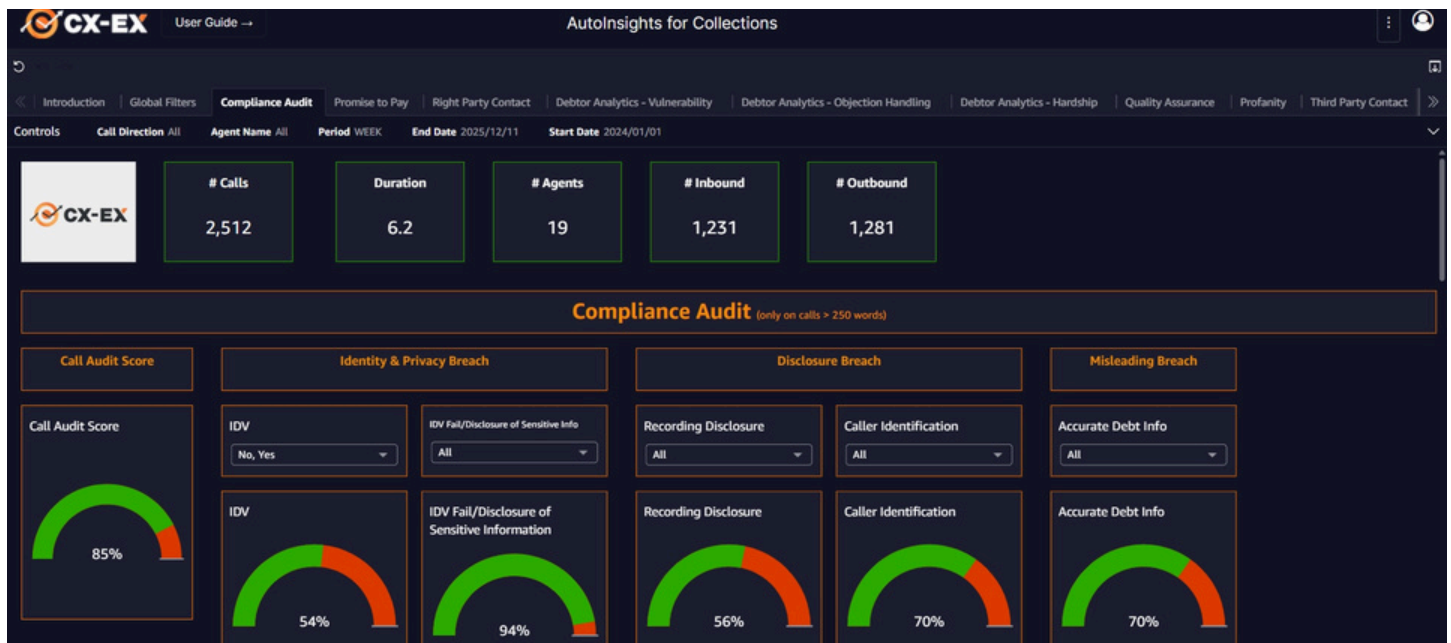 CX-EX User Guide → AutoInsights for Collections
Introduction Global Filters Compliance Audit Promise to Pay Right Party Contact Debtor Analytics - Vulnerability Debtor Analytics - Objection Handling Debtor Analytics - Hardship Quality Assurance Profanity Third Party Contact
Controls Call Direction All Agent Name All Period WEEK End Date 2025/12/11 Start Date 2024/01/01
CX-EX
# Calls
2,512
Duration
6.2
# Agents
19
# Inbound
1,231
# Outbound
1,281
Compliance Audit (only on calls > 250 words)
Call Audit Score
Identity & Privacy Breach
Disclosure Breach
Misleading Breach
Call Audit Score
85%
IDV
No, Yes
IDV Fail/Disclosure of Sensitive Info
All
Recording Disclosure
All
Caller Identification
All
Accurate Debt Info
All
IDV
54%
IDV Fail/Disclosure of
Sensitive Information
94%
Recording Disclosure
56%
Caller Identification
70%
Accurate Debt Info
70%